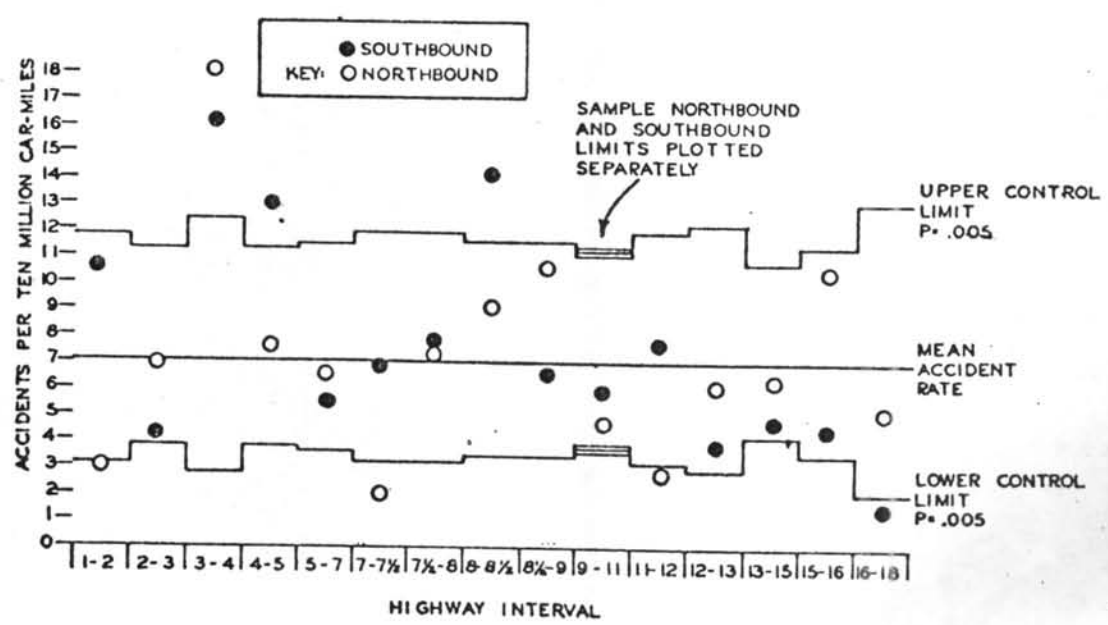 ● SOUTHBOUND
KEY: ○ NORTHBOUND
ACCIDENTS PER TEN MILLION CAR-MILES
18
17
16
15
14
13
12
11
10
9
8
7
6
5
4
3
2
1
0
SAMPLE NORTHBOUND
AND SOUTHBOUND
LIMITS PLOTTED
SEPARATELY
UPPER CONTROL
LIMIT
P= .005
MEAN
ACCIDENT
RATE
LOWER CONTROL
LIMIT
P= .005
1-2 2-3 3-4 4-5 5-7 7-7½ 7½-8 8-8½ 8½-9 9-11 11-12 12-13 13-15 15-16 16-18
HIGHWAY INTERVAL